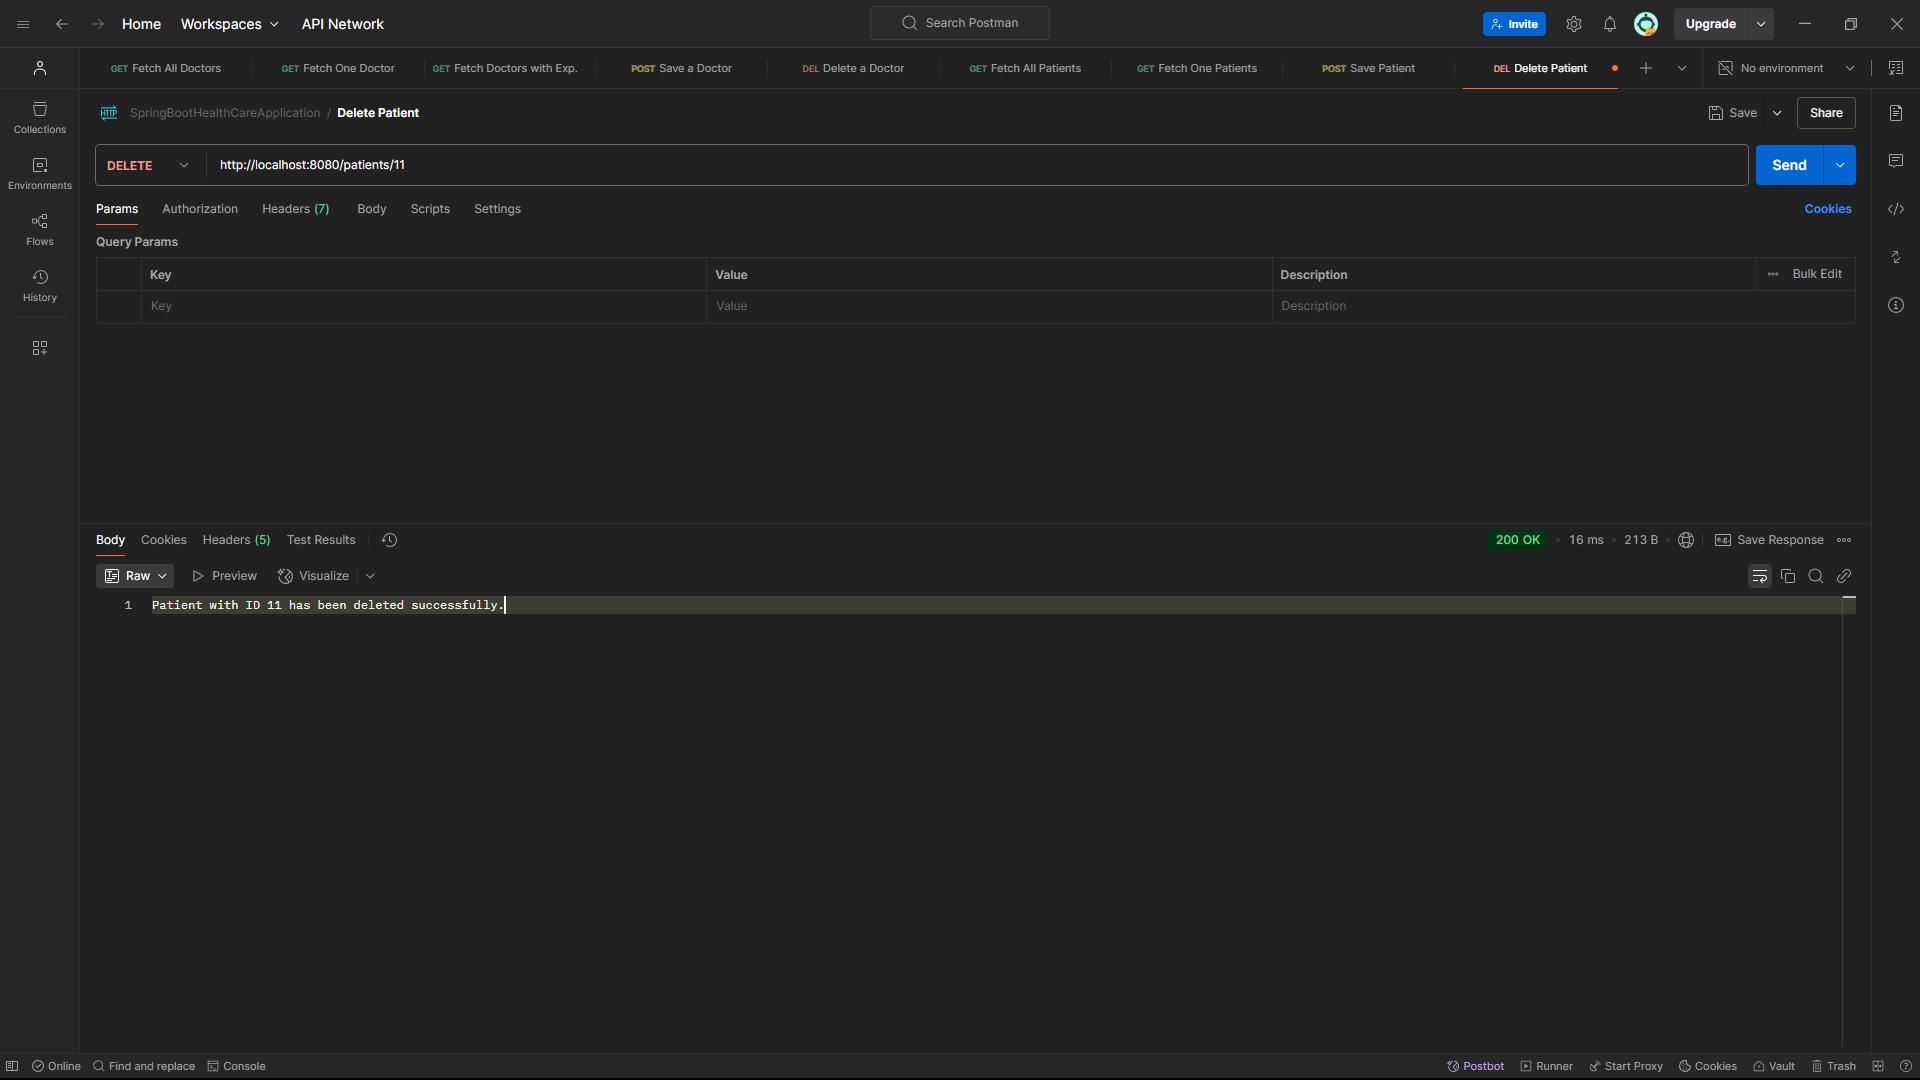 Home Workspaces API Network Search Postman Invite Upgrade
GET Fetch All Doctors GET Fetch One Doctor GET Fetch Doctors with Exp. POST Save a Doctor DEL Delete a Doctor GET Fetch All Patients GET Fetch One Patients POST Save Patient DEL Delete Patient No environment
HTTP SpringBootHealthCareApplication / Delete Patient Save Share
Collections
DELETE http://localhost:8080/patients/11 Send
Environments
Params Authorization Headers (7) Body Scripts Settings Cookies
Flows
Query Params
Key Value Description Bulk Edit
History
Key Value Description
Body Cookies Headers (5) Test Results 200 OK 16 ms 213 B e.g. Save Response
Raw Preview Visualize
1 Patient with ID 11 has been deleted successfully.
Online Find and replace Console Postbot Runner Start Proxy Cookies Vault Trash